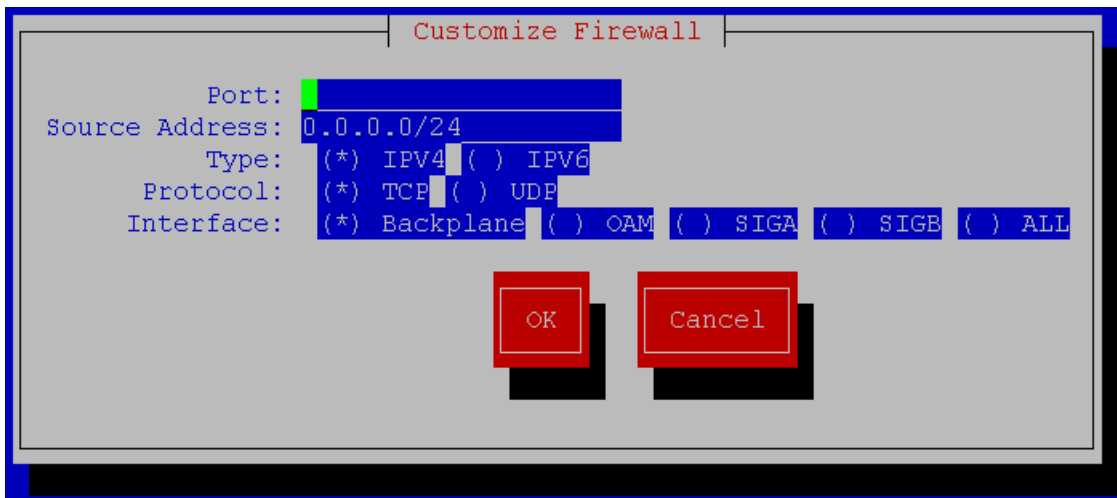 Customize Firewall
Port:
Source Address: 0.0.0.0/24
Type: (*) IPV4 ( ) IPV6
Protocol: (*) TCP ( ) UDP
Interface: (*) Backplane ( ) OAM ( ) SIGA ( ) SIGB ( ) ALL
OK Cancel